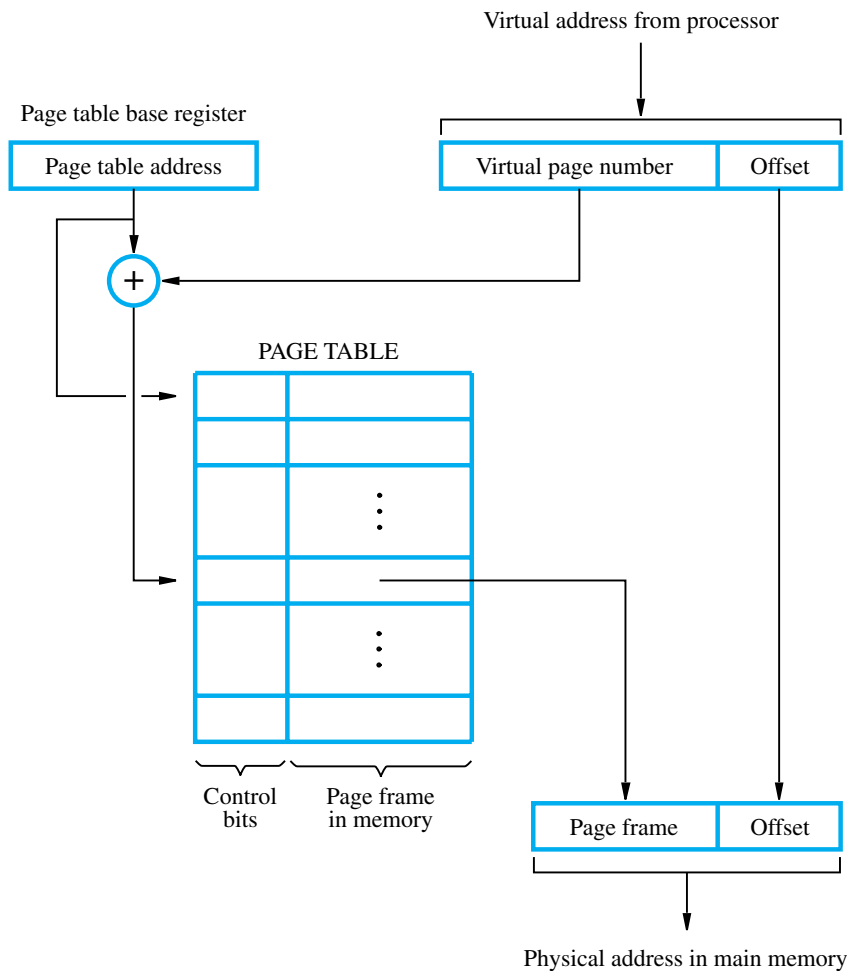 Virtual address from processor
Page table base register
Page table address
Virtual page number
Offset
+
PAGE TABLE
Control
bits
Page frame
in memory
Page frame
Offset
Physical address in main memory